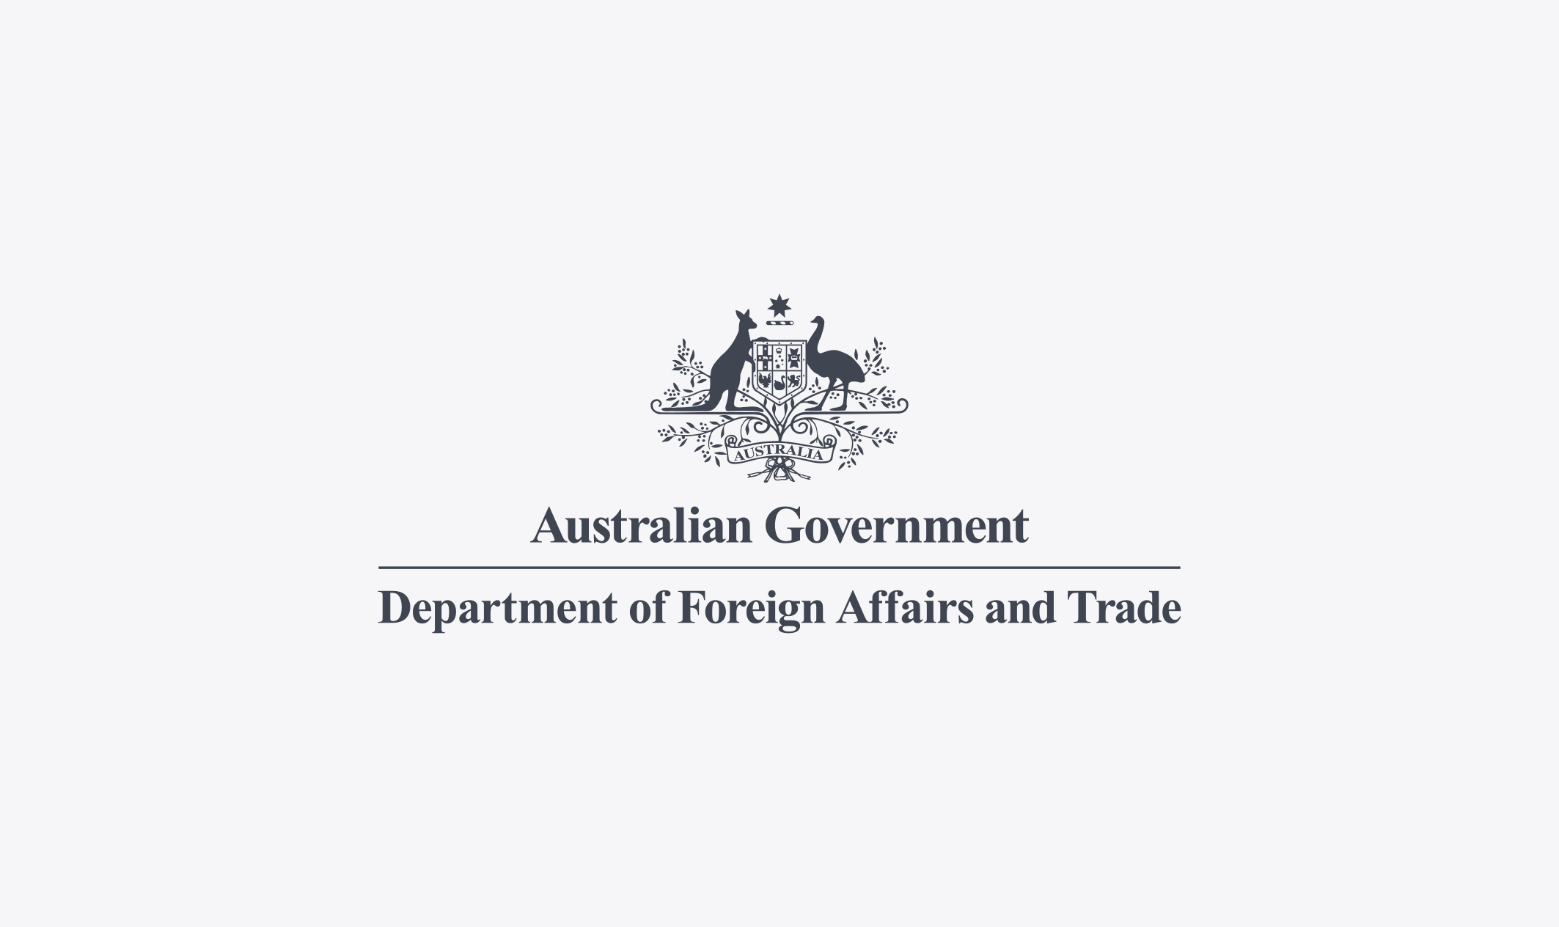 AUSTRALIA
Australian Government
Department of Foreign Affairs and Trade